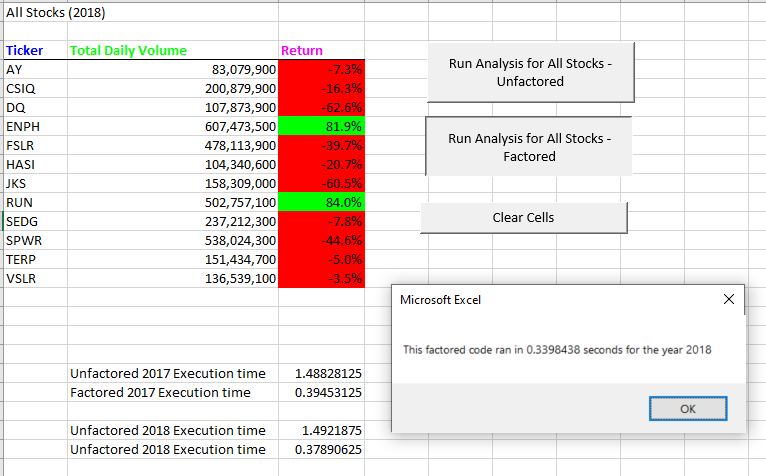 All Stocks (2018)
Ticker Total Daily Volume Return
AY 83,079,900 -7.3%
CSIQ 200,879,900 -16.3%
DQ 107,873,900 -62.6%
ENPH 607,473,500 81.9%
FSLR 478,113,900 -39.7%
HASI 104,340,600 -20.7%
JKS 158,309,000 -60.5%
RUN 502,757,100 84.0%
SEDG 237,212,300 -7.8%
SPWR 538,024,300 -44.6%
TERP 151,434,700 -5.0%
VSLR 136,539,100 -3.5%
Run Analysis for All Stocks -
Unfactored
Run Analysis for All Stocks -
Factored
Clear Cells
Microsoft Excel
This factored code ran in 0.3398438 seconds for the year 2018
OK
Unfactored 2017 Execution time 1.48828125
Factored 2017 Execution time 0.39453125
Unfactored 2018 Execution time 1.4921875
Unfactored 2018 Execution time 0.37890625